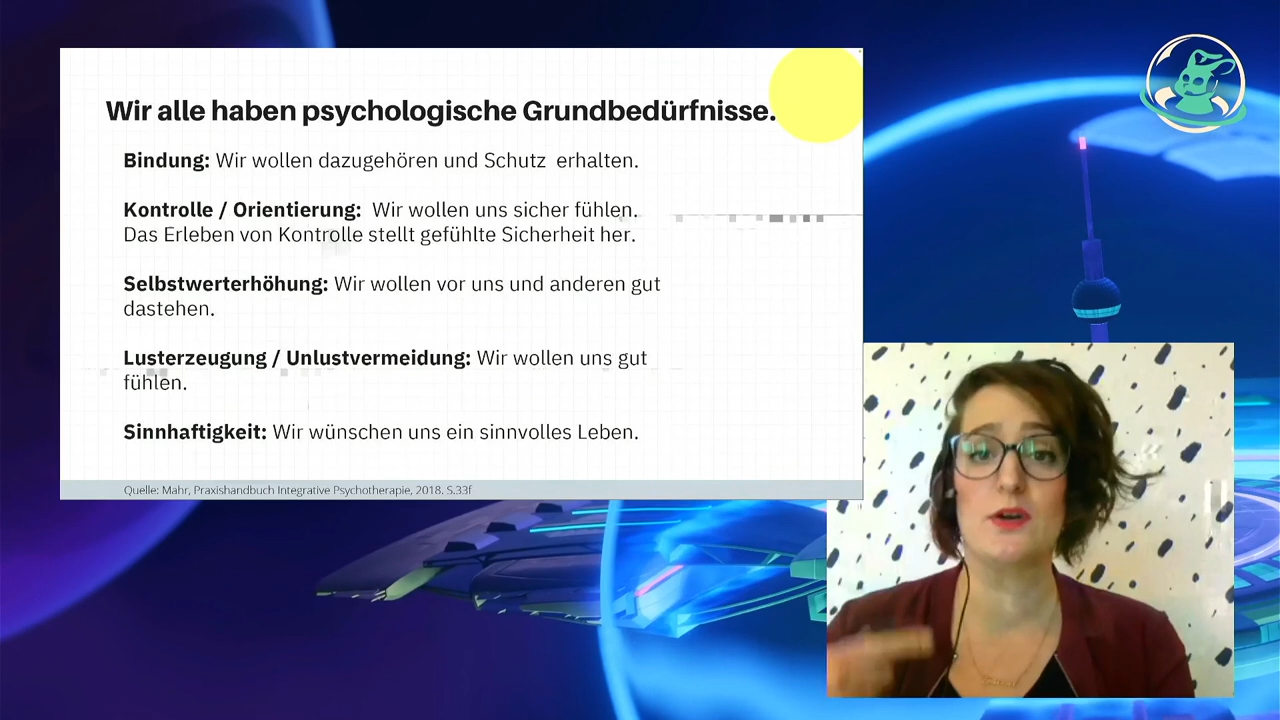 Wir alle haben psychologische Grundbedürfnisse.
Bindung: Wir wollen dazugehören und Schutz erhalten.
Kontrolle / Orientierung: Wir wollen uns sicher fühlen.
Das Erleben von Kontrolle stellt gefühlte Sicherheit her.
Selbstwerterhöhung: Wir wollen vor uns und anderen gut
dastehen.
Lusterzeugung / Unlustvermeidung: Wir wollen uns gut
fühlen.
Sinnhaftigkeit: Wir wünschen uns ein sinnvolles Leben.
Quelle: Mahr, Praxishandbuch Integrative Psychotherapie, 2018. S.33f